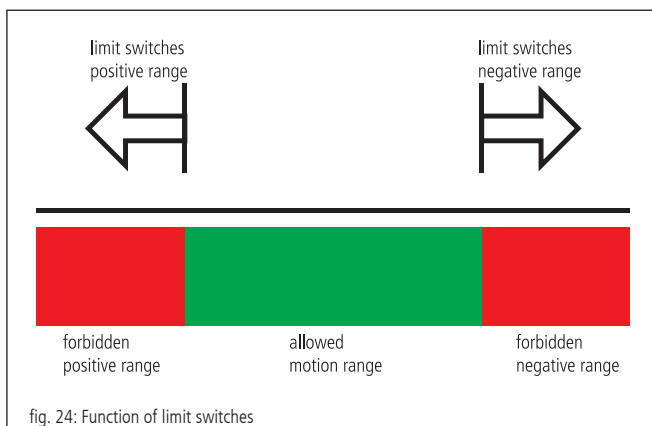 limit switches
positive range
limit switches
negative range
forbidden
positive range
allowed
motion range
forbidden
negative range
fig. 24: Function of limit switches